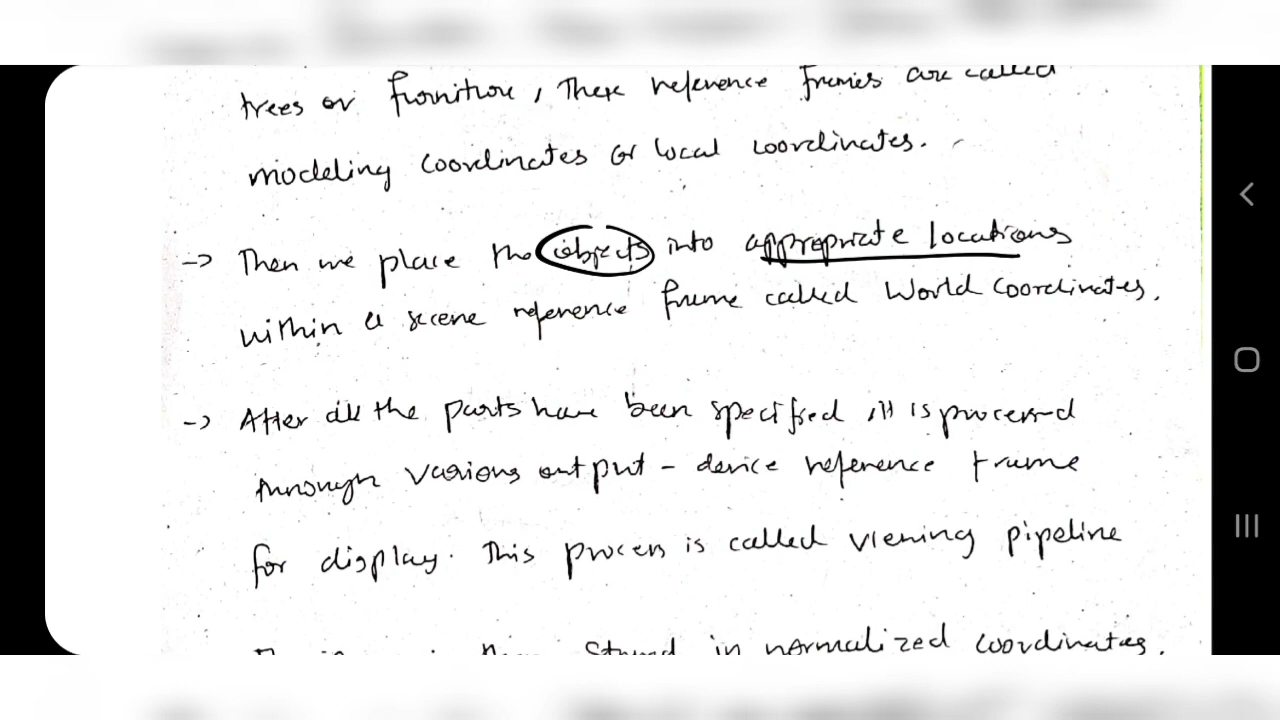 trees or furniture, These reference frames are called
modeling coordinates or local coordinates.
-> Then we place the objects into appropriate locations
within a scene reference frame called World coordinates.
-> After all the parts have been specified, it is processed
through various output - device reference frame
for display. This process is called viewing pipeline
stored in normalized coordinates.